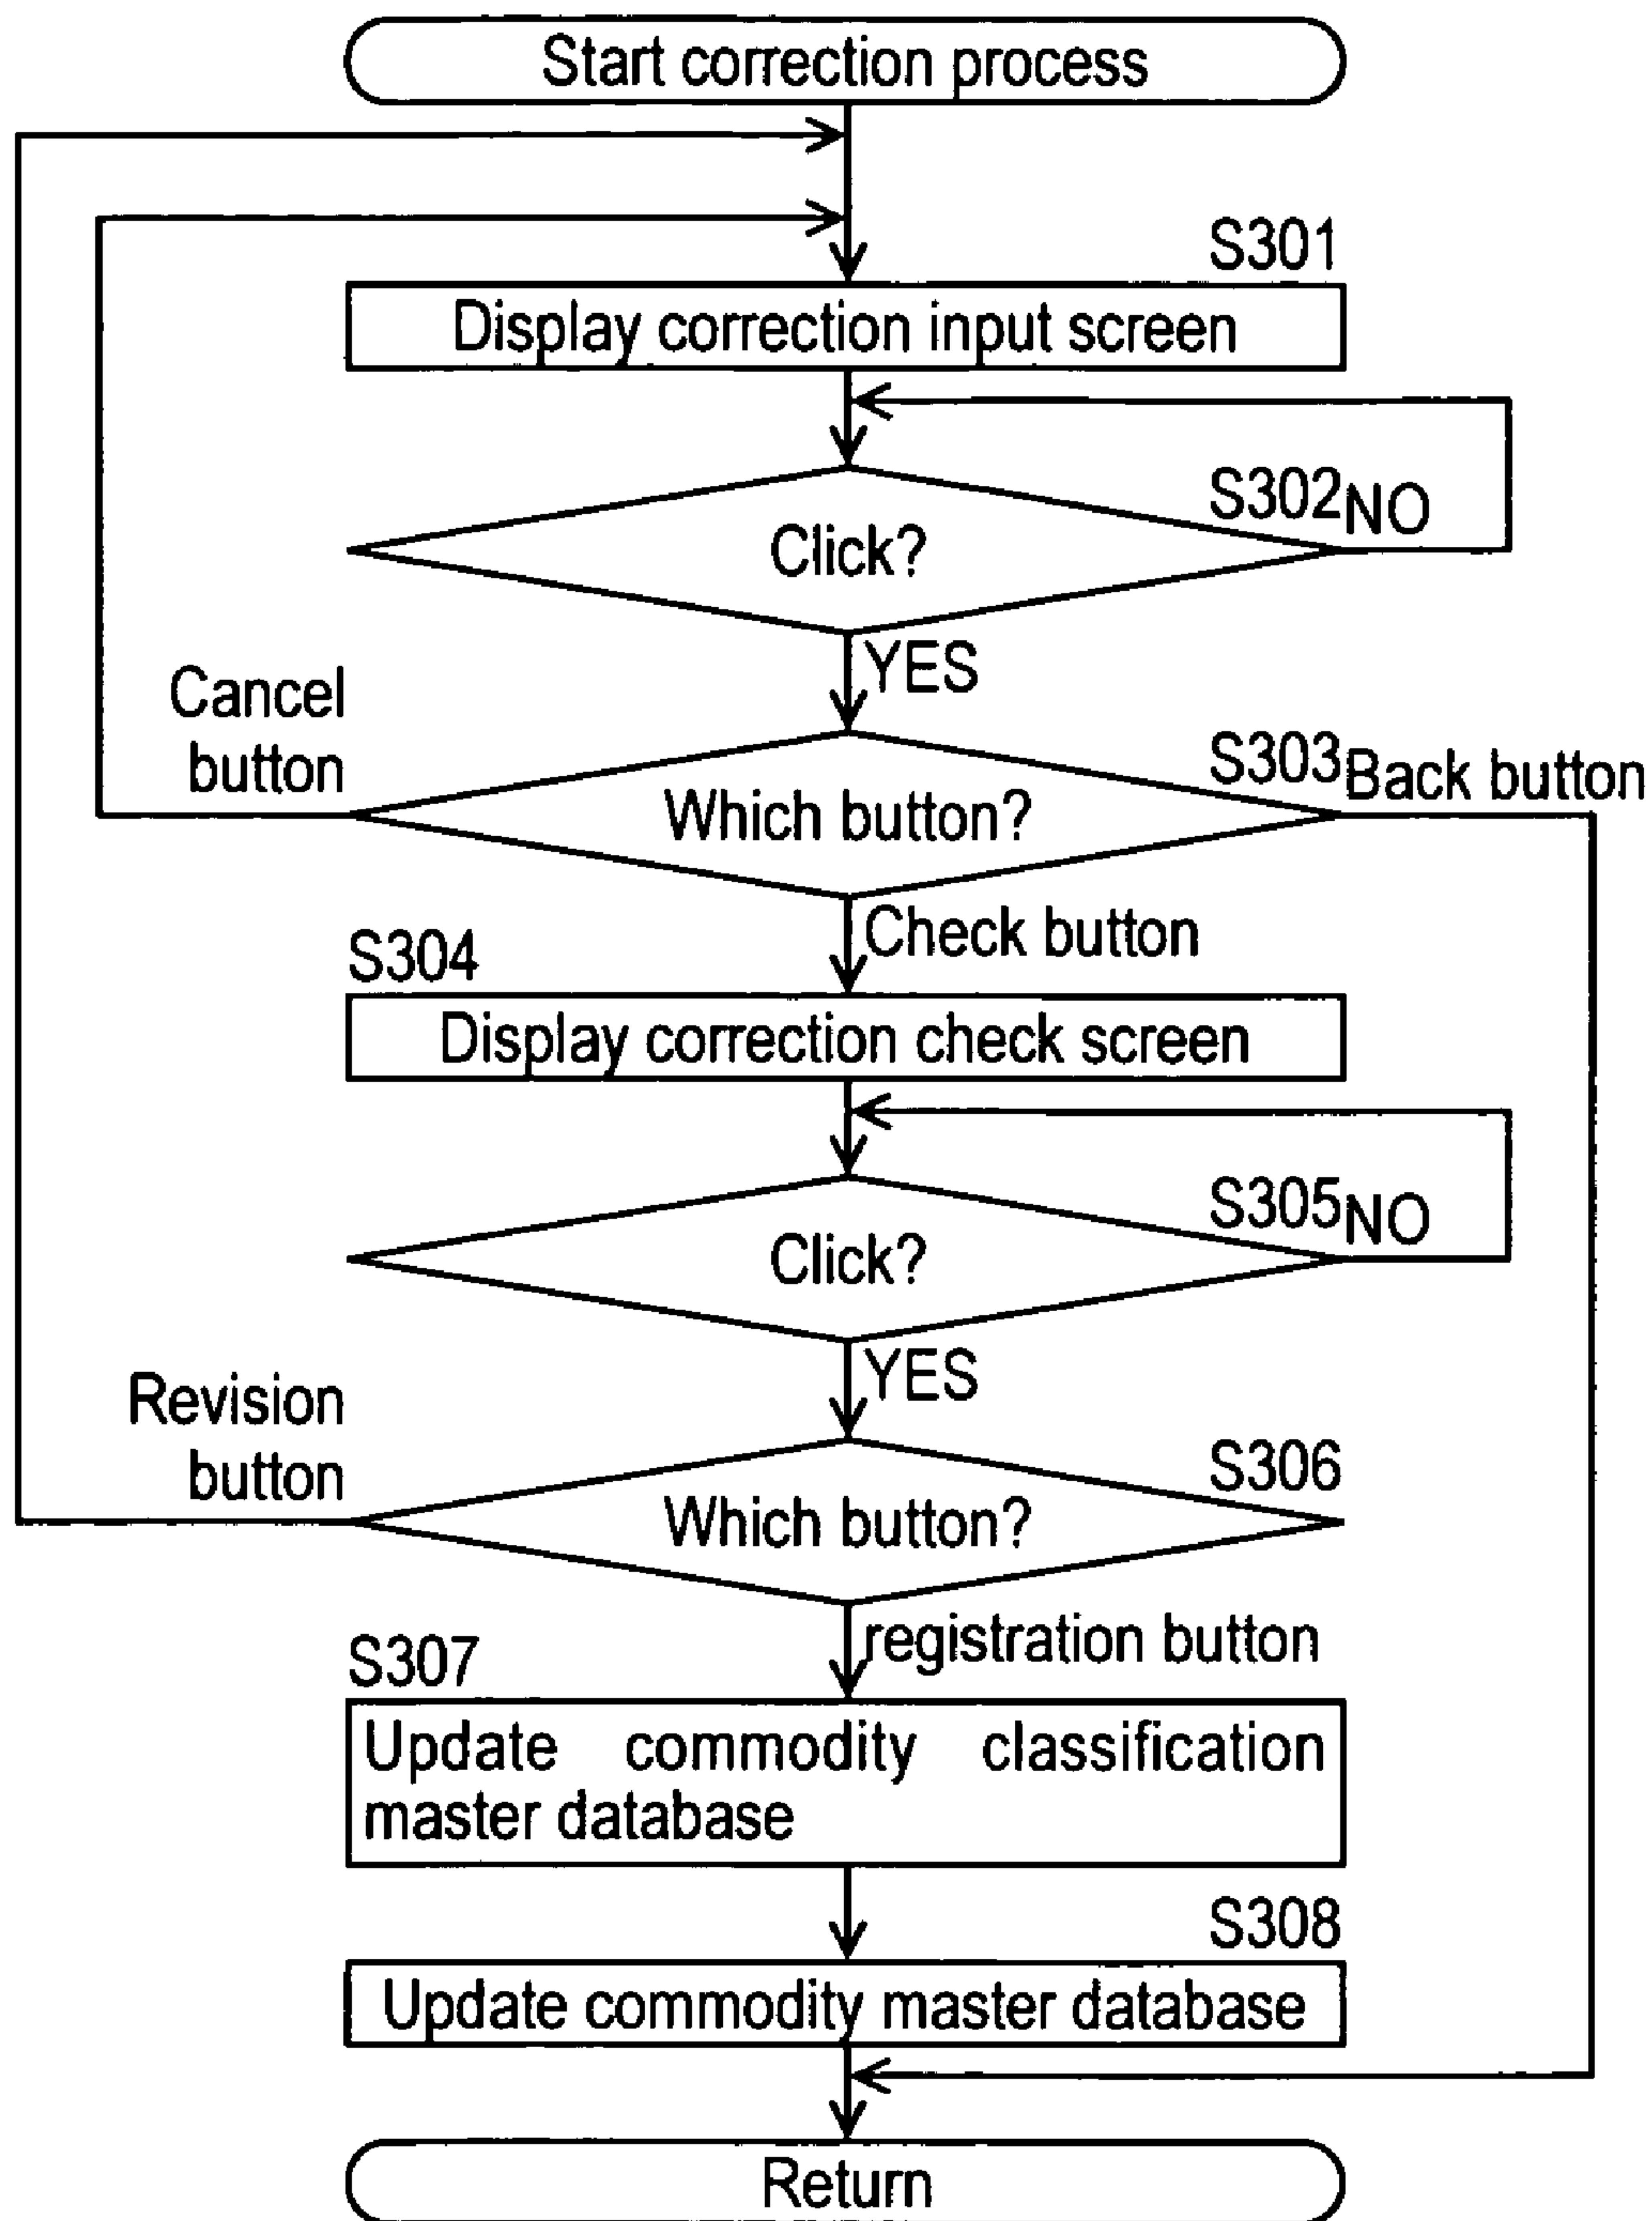 Start correction process
S301
Display correction input screen
S302
NO
Click?
YES
Cancel
button
S303
Back button
Which button?
Check button
S304
Display correction check screen
S305
NO
Click?
YES
Revision
button
S306
Which button?
registration button
S307
Update commodity classification
master database
S308
Update commodity master database
Return